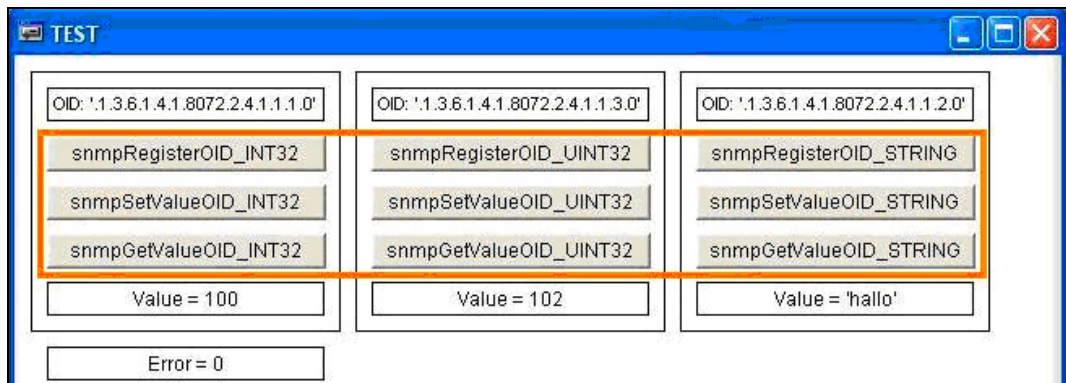 TEST
OID: '.1.3.6.1.4.1.8072.2.4.1.1.1.0'
snmpRegisterOID_INT32
snmpSetValueOID_INT32
snmpGetValueOID_INT32
Value = 100
OID: '.1.3.6.1.4.1.8072.2.4.1.1.3.0'
snmpRegisterOID_UINT32
snmpSetValueOID_UINT32
snmpGetValueOID_UINT32
Value = 102
OID: '.1.3.6.1.4.1.8072.2.4.1.1.2.0'
snmpRegisterOID_STRING
snmpSetValueOID_STRING
snmpGetValueOID_STRING
Value = 'hallo'
Error = 0